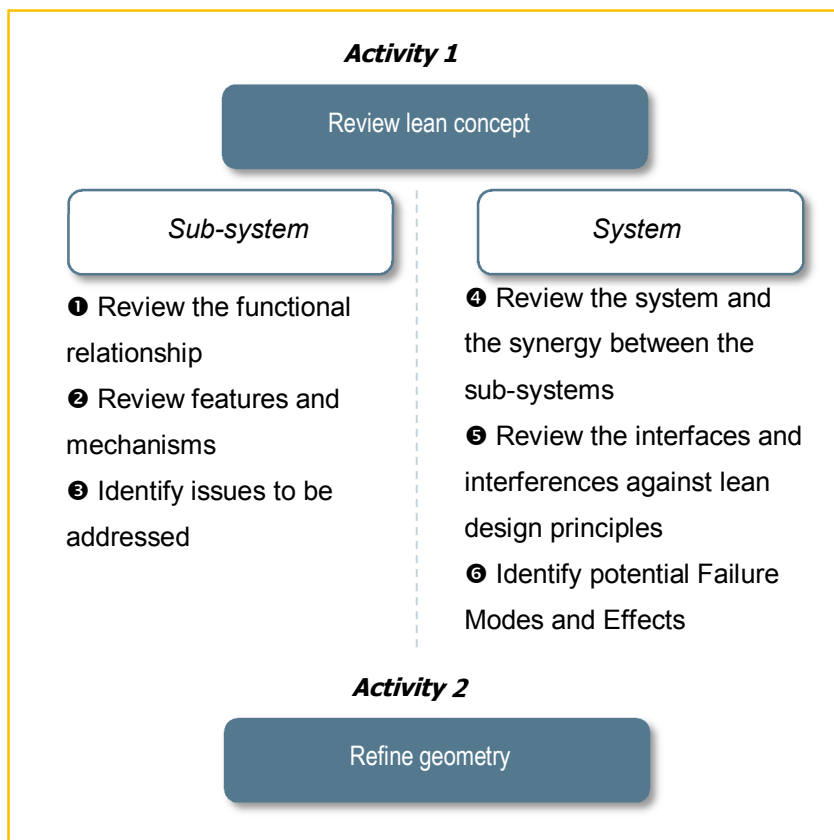 Activity 1
Review lean concept
Sub-system
❶ Review the functional
relationship
❷ Review features and
mechanisms
❸ Identify issues to be
addressed
System
❹ Review the system and
the synergy between the
sub-systems
❺ Review the interfaces and
interferences against lean
design principles
❻ Identify potential Failure
Modes and Effects
Activity 2
Refine geometry